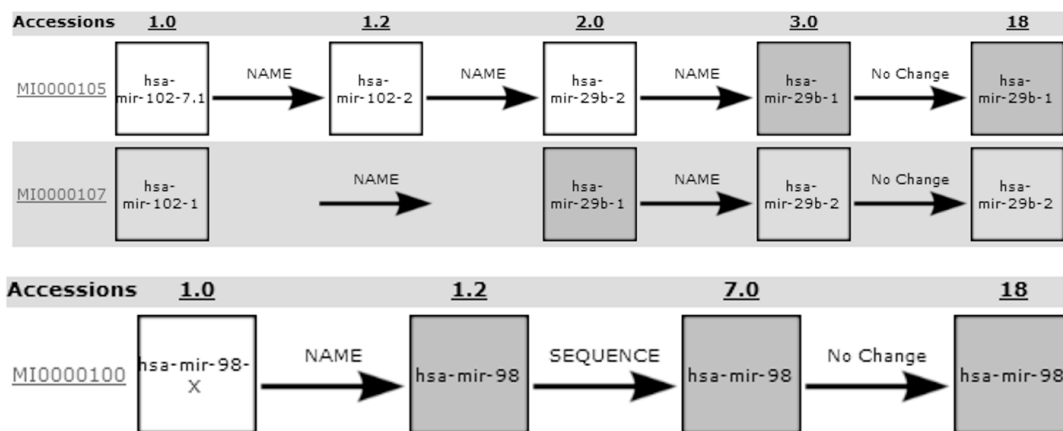 Accessions 1.0 1.2 2.0 3.0 18
NAME NAME NAME No Change
MI0000105 hsa- hsa- hsa- hsa- hsa-
mir-102-7.1 mir-102-2 mir-29b-2 mir-29b-1 mir-29b-1
NAME NAME No Change
MI0000107 hsa- hsa- hsa- hsa-
mir-102-1 mir-29b-1 mir-29b-2 mir-29b-2
Accessions 1.0 1.2 7.0 18
NAME SEQUENCE No Change
MI0000100 hsa-mir-98- hsa-mir-98 hsa-mir-98 hsa-mir-98
X